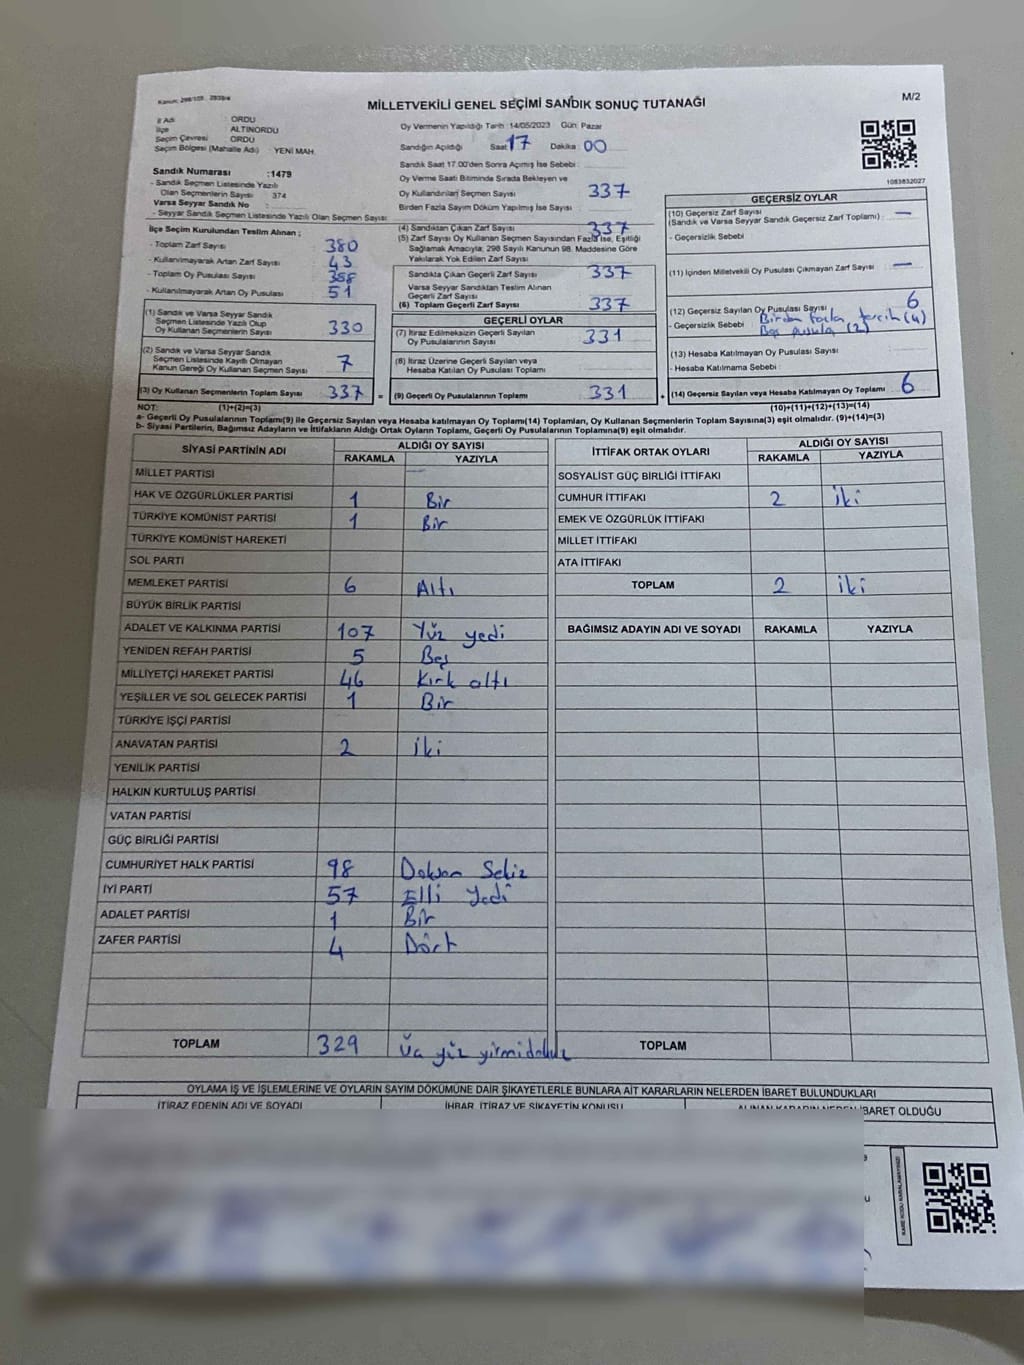 Kanun: 298/105 2839/4
MİLLETVEKİLİ GENEL SEÇİMİ SANDIK SONUÇ TUTANAĞI
M/2
İl Adı : ORDU
İlçe : ALTINORDU
Seçim Çevresi : ORDU
Seçim Bölgesi (Mahalle Adı) : YENİ MAH.
Sandık Numarası :1479
- Sandık Seçmen Listesinde Yazılı
Olan Seçmenlerin Sayısı : 374
Varsa Seyyar Sandık No :
- Seyyar Sandık Seçmen Listesinde Yazılı Olan Seçmen Sayısı:
Oy Vermenin Yapıldığı Tarih :14/05/2023 Gün: Pazar
Sandığın Açıldığı Saat 17 Dakika 00
Sandık Saat 17.00'den Sonra Açımış İse Sebebi :
Oy Verme Saati Bitiminde Sırada Bekleyen ve
Oy Kullandırılan Seçmen Sayısı : 337
Birden Fazla Sayım Döküm Yapılmış İse Sayısı :
1083832027
İlçe Seçim Kurulundan Teslim Alınan ;
- Toplam Zarf Sayısı : 380
- Kullanılmayarak Artan Zarf Sayısı : 43
- Toplam Oy Pusulası Sayısı : 388
- Kullanılmayarak Artan Oy Pusulası : 51
(1) Sandık ve Varsa Seyyar Sandık
Seçmen Listesinde Yazılı Olup
Oy Kullanan Seçmenlerin Sayısı : 330
(2) Sandık ve Varsa Seyyar Sandık
Seçmen Listesinde Kayıtlı Olmayan
Kanun Gereği Oy Kullanan Seçmen Sayısı : 7
(3) Oy Kullanan Seçmenlerin Toplam Sayısı : 337 =
(4) Sandıktan Çıkan Zarf Sayısı : 337
(5) Zarf Sayısı Oy Kullanan Seçmen Sayısından Fazla İse, Eşitliği
Sağlamak Amacıyla, 298 Sayılı Kanunun 98. Maddesine Göre
Yakılarak Yok Edilen Zarf Sayısı :
Sandıkta Çıkan Geçerli Zarf Sayısı : 337
Varsa Seyyar Sandıktan Teslim Alınan
Geçerli Zarf Sayısı :
(6) Toplam Geçerli Zarf Sayısı : 337
GEÇERLİ OYLAR
(7) İtiraz Edilmeksizin Geçerli Sayılan
Oy Pusulalarının Sayısı : 331
(8) İtiraz Üzerine Geçerli Sayılan veya
Hesaba Katılan Oy Pusulası Toplamı :
(9) Geçerli Oy Pusulalarının Toplamı : 331 +
GEÇERSİZ OYLAR
(10) Geçersiz Zarf Sayısı
(Sandık ve Varsa Seyyar Sandık Geçersiz Zarf Toplamı) : —
- Geçersizlik Sebebi :
(11) İçinden Milletvekili Oy Pusulası Çıkmayan Zarf Sayısı : —
(12) Geçersiz Sayılan Oy Pusulası Sayısı : 6
- Geçersizlik Sebebi : Birden fazla tercih (4)
Boş pusula (2)
(13) Hesaba Katılmayan Oy Pusulası Sayısı :
- Hesaba Katılmama Sebebi :
(14) Geçersiz Sayılan veya Hesaba Katılmayan Oy Toplamı : 6
NOT: (1)+(2)=(3) (10)+(11)+(12)+(13)=(14)
a- Geçerli Oy Pusulalarının Toplamı(9) ile Geçersiz Sayılan veya Hesaba katılmayan Oy Toplam(14) Toplamları, Oy Kullanan Seçmenlerin Toplam Sayısına(3) eşit olmalıdır. (9)+(14)=(3)
b- Siyasi Partilerin, Bağımsız Adayların ve İttifakların Aldığı Ortak Oyların Toplamı, Geçerli Oy Pusulalarının Toplamına(9) eşit olmalıdır.
SİYASİ PARTİNİN ADI ALDIĞI OY SAYISI
RAKAMLA YAZIYLA
MİLLET PARTİSİ —
HAK VE ÖZGÜRLÜKLER PARTİSİ 1 Bir
TÜRKİYE KOMÜNİST PARTİSİ 1 Bir
TÜRKİYE KOMÜNİST HAREKETİ
SOL PARTİ
MEMLEKET PARTİSİ 6 Altı
BÜYÜK BİRLİK PARTİSİ
ADALET VE KALKINMA PARTİSİ 107 Yüz yedi
YENİDEN REFAH PARTİSİ 5 Beş
MİLLİYETÇİ HAREKET PARTİSİ 46 Kırk altı
YEŞİLLER VE SOL GELECEK PARTİSİ 1 Bir
TÜRKİYE İŞÇİ PARTİSİ
ANAVATAN PARTİSİ 2 İki
YENİLİK PARTİSİ
HALKIN KURTULUŞ PARTİSİ
VATAN PARTİSİ
GÜÇ BİRLİĞİ PARTİSİ
CUMHURİYET HALK PARTİSİ 98 Doksan Sekiz
İYİ PARTİ 57 Elli Yedi
ADALET PARTİSİ 1 Bir
ZAFER PARTİSİ 4 Dört
TOPLAM 329 Üç yüz yirmidokuz
İTTİFAK ORTAK OYLARI ALDIĞI OY SAYISI
RAKAMLA YAZIYLA
SOSYALİST GÜÇ BİRLİĞİ İTTİFAKI
CUMHUR İTTİFAKI 2 iki
EMEK VE ÖZGÜRLÜK İTTİFAKI
MİLLET İTTİFAKI
ATA İTTİFAKI
TOPLAM 2 iki
BAĞIMSIZ ADAYIN ADI VE SOYADI RAKAMLA YAZIYLA
TOPLAM
OYLAMA İŞ VE İŞLEMLERİNE VE OYLARIN SAYIM DÖKÜMÜNE DAİR ŞİKAYETLERLE BUNLARA AİT KARARLARIN NELERDEN İBARET BULUNDUKLARI
İTİRAZ EDENİN ADI VE SOYADI İHBAR, İTİRAZ VE ŞİKAYETİN KONUSU ALINAN KARARIN NEDEN İBARET OLDUĞU
KARE KODU KARALAMAYINIZ!